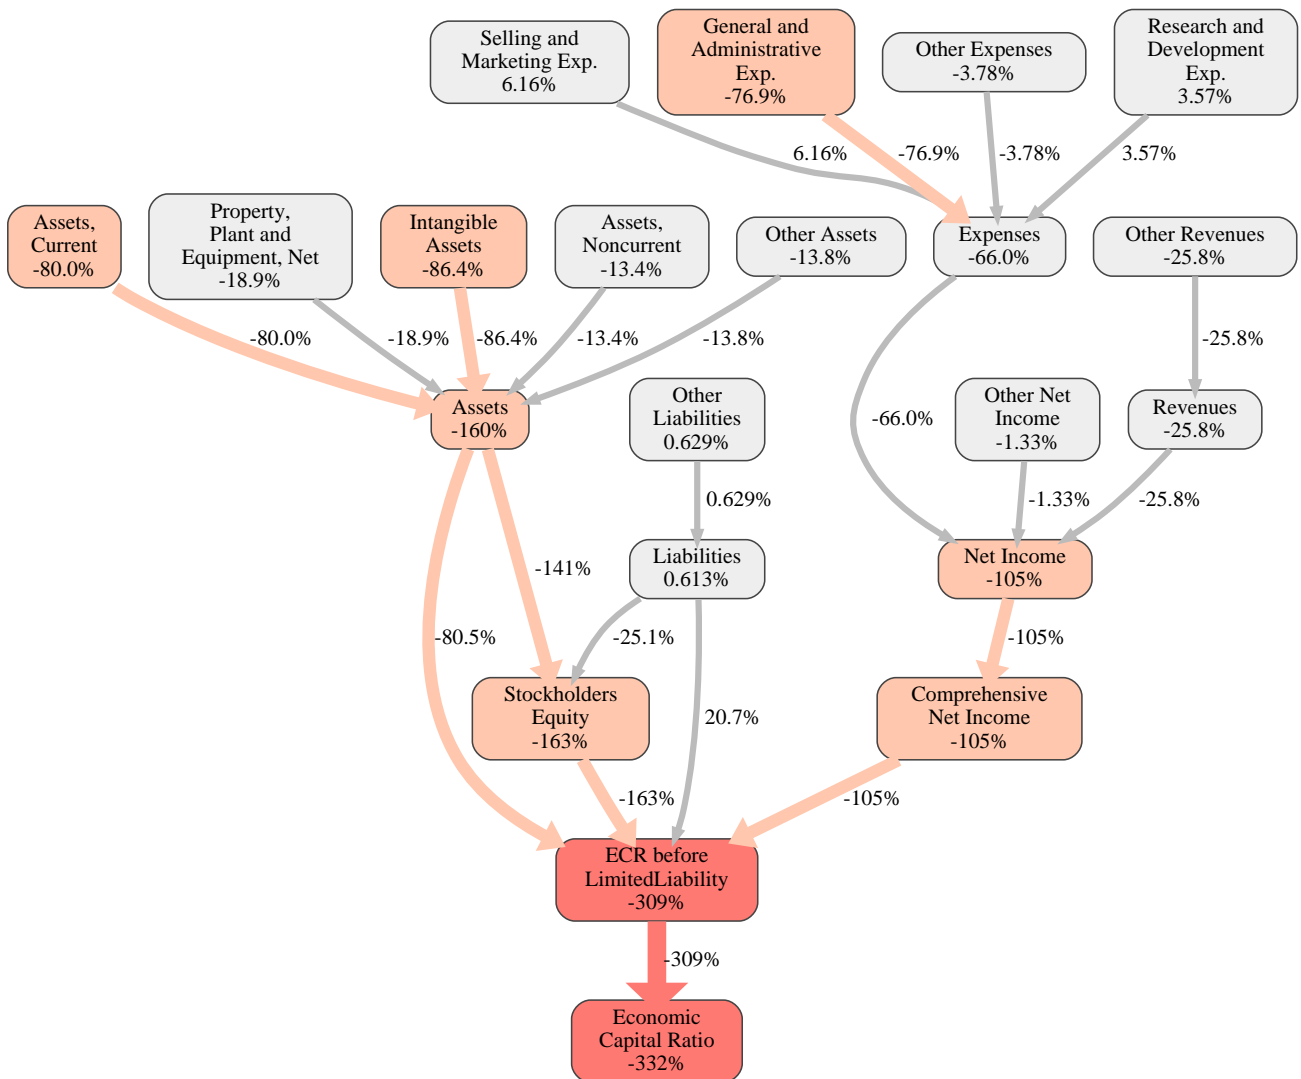 Selling and
Marketing Exp.
6.16%
General and
Administrative
Exp.
-76.9%
Other Expenses
-3.78%
Research and
Development
Exp.
3.57%
6.16%
-76.9%
-3.78%
3.57%
Assets,
Current
-80.0%
Property,
Plant and
Equipment, Net
-18.9%
Intangible
Assets
-86.4%
Assets,
Noncurrent
-13.4%
Other Assets
-13.8%
Expenses
-66.0%
Other Revenues
-25.8%
-80.0%
-18.9%
-86.4%
-13.4%
-13.8%
-25.8%
Assets
-160%
Other
Liabilities
0.629%
-66.0%
Other Net
Income
-1.33%
Revenues
-25.8%
0.629%
-1.33%
-25.8%
-141%
Liabilities
0.613%
Net Income
-105%
-80.5%
-25.1%
-105%
Stockholders
Equity
-163%
20.7%
Comprehensive
Net Income
-105%
-163%
-105%
ECR before
LimitedLiability
-309%
-309%
Economic
Capital Ratio
-332%